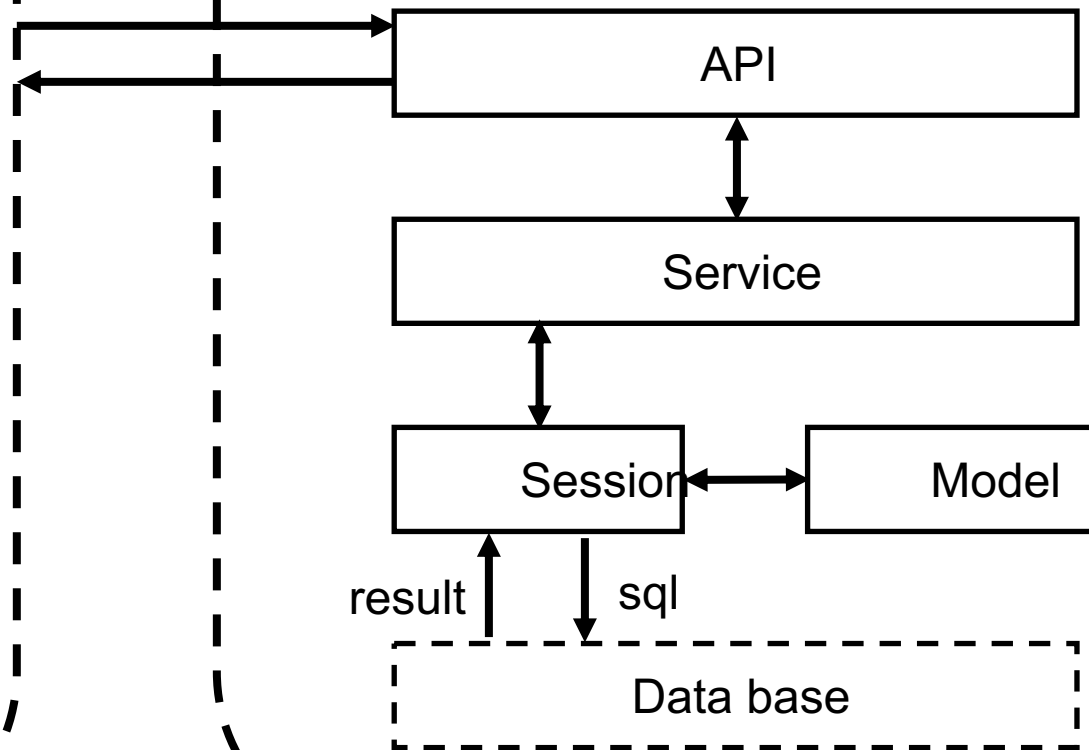 API
Service
Session
Model
result
sql
Data base